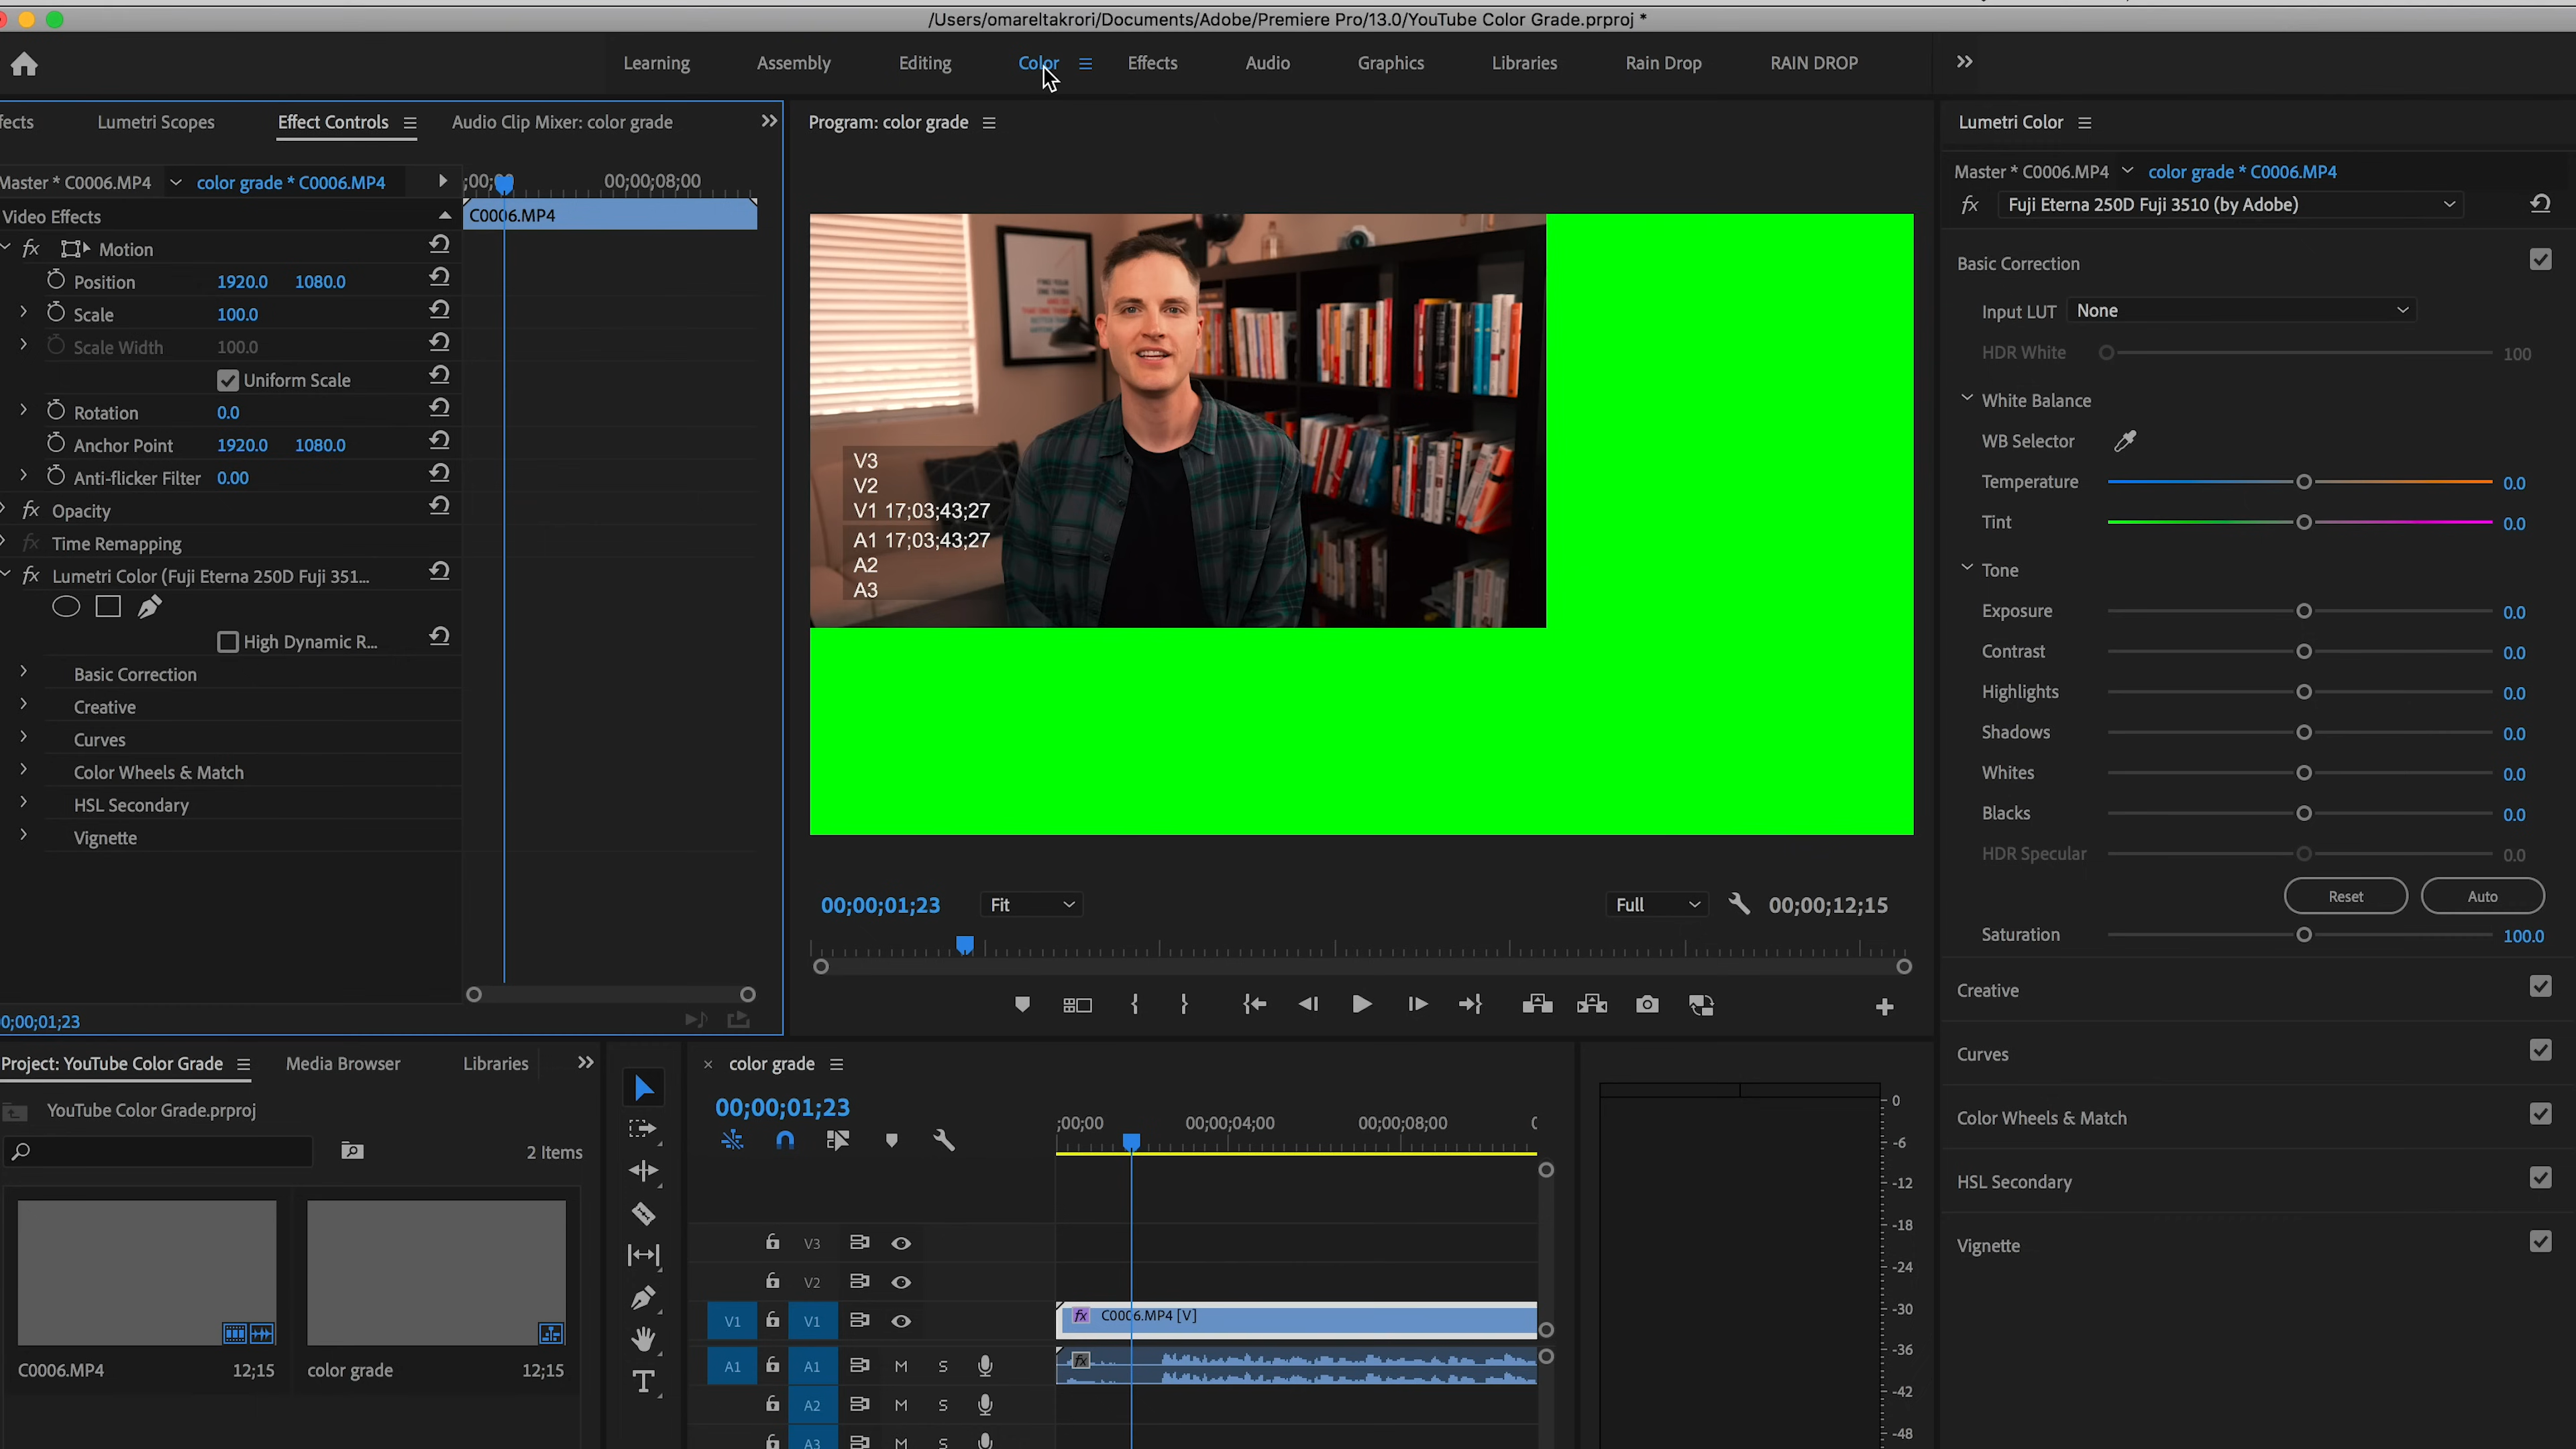 /Users/omareltakrori/Documents/Adobe/Premiere Pro/13.0/YouTube Color Grade.prproj *
Learning Assembly Editing Color Effects Audio Graphics Libraries Rain Drop RAIN DROP
fects Lumetri Scopes Effect Controls Audio Clip Mixer: color grade
Master * C0006.MP4 color grade * C0006.MP4
;00;00 00;00;08;00
Video Effects
C0006.MP4
fx Motion
Position 1920.0 1080.0
Scale 100.0
Scale Width 100.0
Uniform Scale
Rotation 0.0
Anchor Point 1920.0 1080.0
Anti-flicker Filter 0.00
fx Opacity
fx Time Remapping
fx Lumetri Color (Fuji Eterna 250D Fuji 351...
High Dynamic R...
Basic Correction
Creative
Curves
Color Wheels & Match
HSL Secondary
Vignette
0;00;01;23
Program: color grade
V3
V2
V1 17;03;43;27
A1 17;03;43;27
A2
A3
00;00;01;23 Fit Full 00;00;12;15
Lumetri Color
Master * C0006.MP4 color grade * C0006.MP4
fx Fuji Eterna 250D Fuji 3510 (by Adobe)
Basic Correction
Input LUT None
HDR White 100
White Balance
WB Selector
Temperature 0.0
Tint 0.0
Tone
Exposure 0.0
Contrast 0.0
Highlights 0.0
Shadows 0.0
Whites 0.0
Blacks 0.0
HDR Specular 0.0
Reset Auto
Saturation 100.0
Creative
Curves
Color Wheels & Match
HSL Secondary
Vignette
Project: YouTube Color Grade Media Browser Libraries
YouTube Color Grade.prproj
2 Items
C0006.MP4 12;15
color grade 12;15
× color grade
00;00;01;23
;00;00 00;00;04;00 00;00;08;00 0
V3
V2
V1 V1 fx C0006.MP4 [V]
A1 A1 M S fx
A2 M S
A3 M S
0
-6
-12
-18
-24
-30
-36
-42
-48